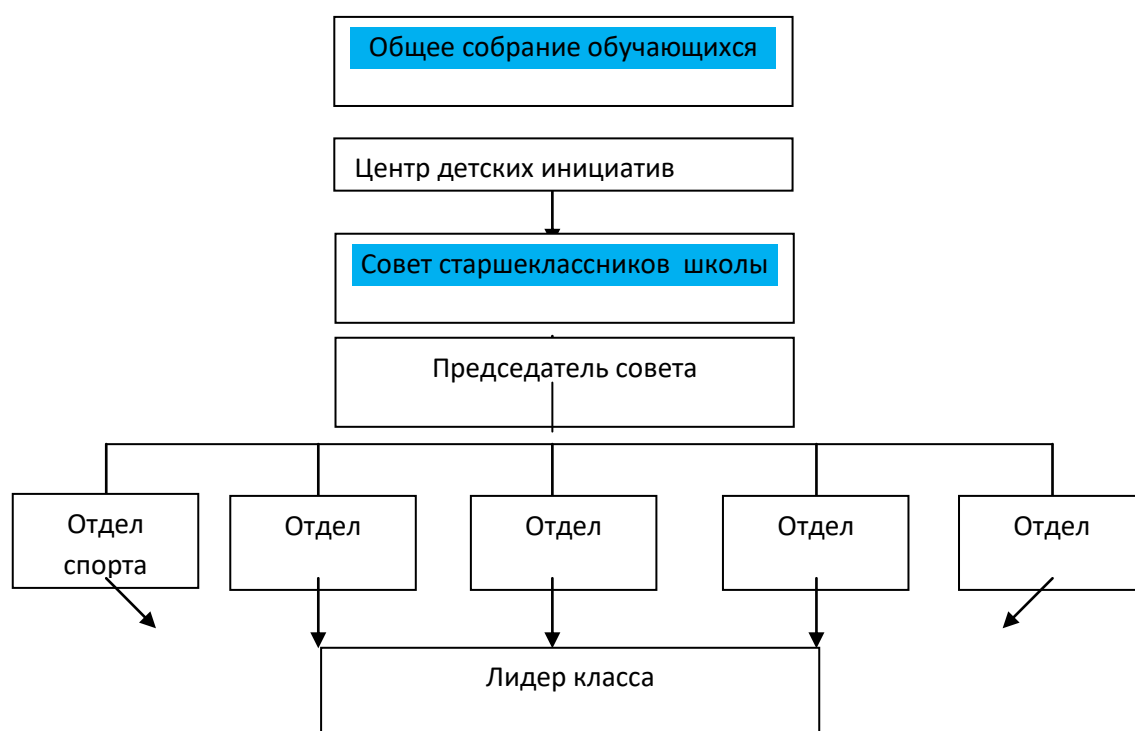 Общее собрание обучающихся
Центр детских инициатив
Совет старшеклассников школы
Председатель совета
Отдел спорта
Отдел
Отдел
Отдел
Отдел
Лидер класса